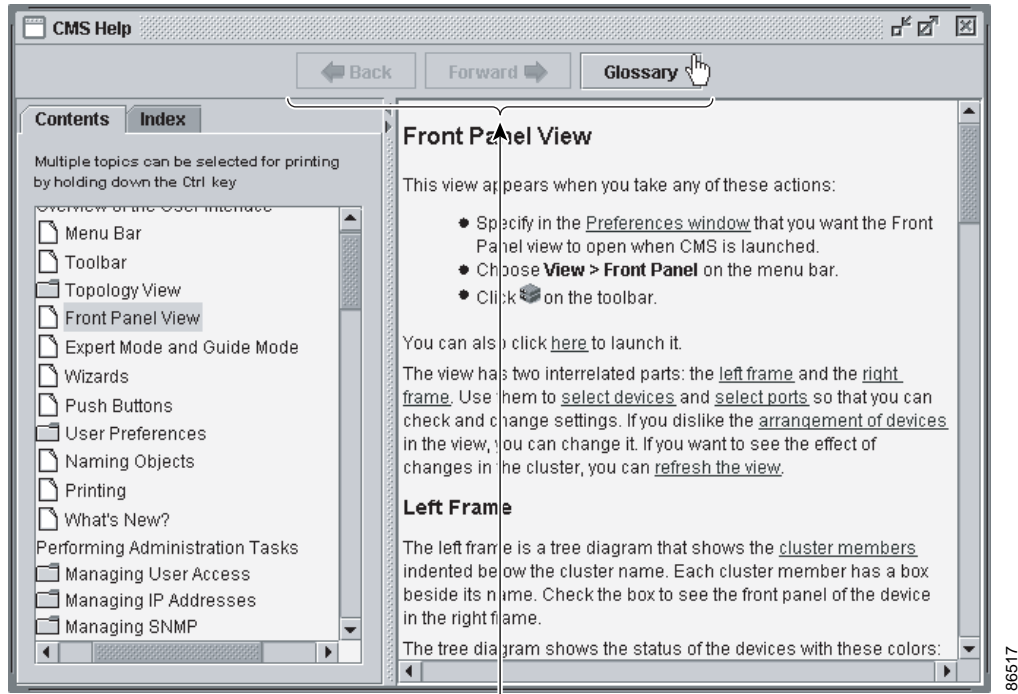 CMS Help
Back
Forward
Glossary
Contents
Index
Multiple topics can be selected for printing
by holding down the Ctrl key
Overview of the User Interface
Menu Bar
Toolbar
Topology View
Front Panel View
Expert Mode and Guide Mode
Wizards
Push Buttons
User Preferences
Naming Objects
Printing
What's New?
Performing Administration Tasks
Managing User Access
Managing IP Addresses
Managing SNMP
Front Panel View
This view appears when you take any of these actions:
● Specify in the Preferences window that you want the Front
Panel view to open when CMS is launched.
● Choose View > Front Panel on the menu bar.
● Click on the toolbar.
You can also click here to launch it.
The view has two interrelated parts: the left frame and the right
frame. Use them to select devices and select ports so that you can
check and change settings. If you dislike the arrangement of devices
in the view, you can change it. If you want to see the effect of
changes in the cluster, you can refresh the view.
Left Frame
The left frame is a tree diagram that shows the cluster members
indented below the cluster name. Each cluster member has a box
beside its name. Check the box to see the front panel of the device
in the right frame.
The tree diagram shows the status of the devices with these colors:
86517